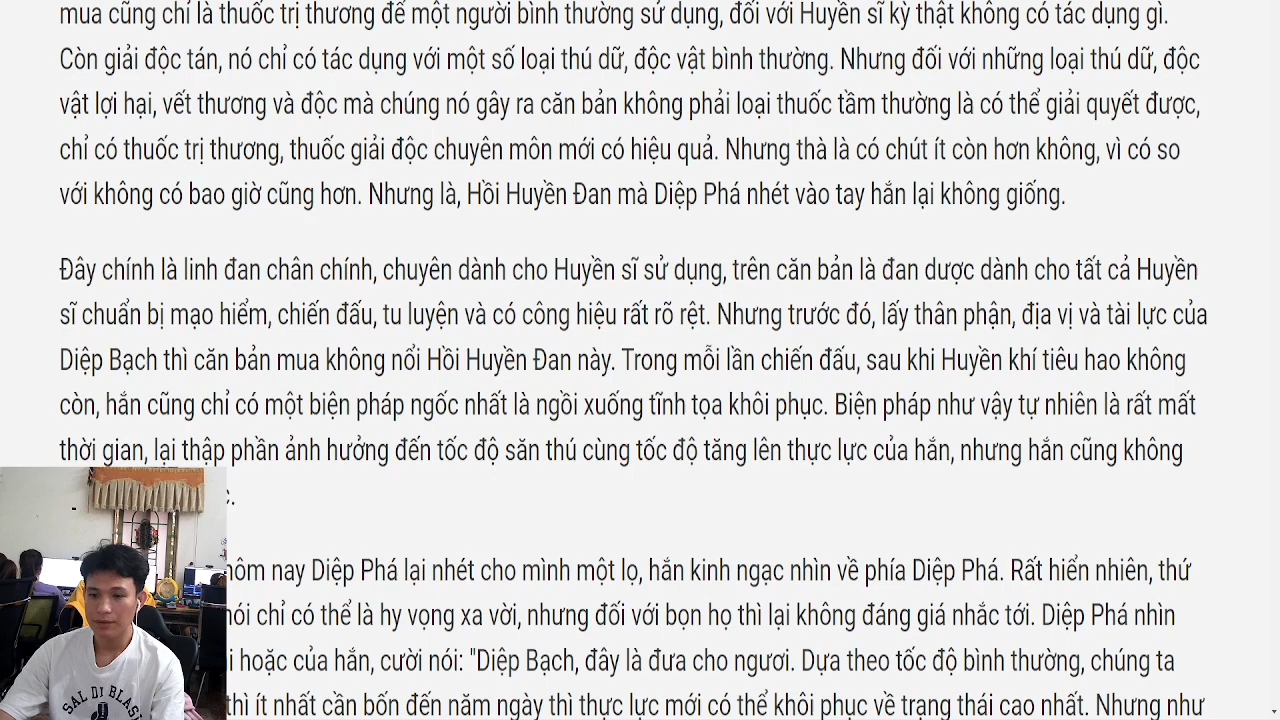 mua cũng chỉ là thuốc trị thương để một người bình thường sử dụng, đối với Huyền sĩ kỳ thật không có tác dụng gì.
Còn giải độc tán, nó chỉ có tác dụng với một số loại thú dữ, độc vật bình thường. Nhưng đối với những loại thú dữ, độc
vật lợi hại, vết thương và độc mà chúng nó gây ra căn bản không phải loại thuốc tầm thường là có thể giải quyết được,
chỉ có thuốc trị thương, thuốc giải độc chuyên môn mới có hiệu quả. Nhưng thà là có chút ít còn hơn không, vì có so
với không có bao giờ cũng hơn. Nhưng là, Hồi Huyền Đan mà Diệp Phá nhét vào tay hắn lại không giống.
Đây chính là linh đan chân chính, chuyên dành cho Huyền sĩ sử dụng, trên căn bản là đan dược dành cho tất cả Huyền
sĩ chuẩn bị mạo hiểm, chiến đấu, tu luyện và có công hiệu rất rõ rệt. Nhưng trước đó, lấy thân phận, địa vị và tài lực của
Diệp Bạch thì căn bản mua không nổi Hồi Huyền Đan này. Trong mỗi lần chiến đấu, sau khi Huyền khí tiêu hao không
còn, hắn cũng chỉ có một biện pháp ngốc nhất là ngồi xuống tĩnh tọa khôi phục. Biện pháp như vậy tự nhiên là rất mất
thời gian, lại thập phần ảnh hưởng đến tốc độ săn thú cùng tốc độ tăng lên thực lực của hắn, nhưng hắn cũng không
c.
hôm nay Diệp Phá lại nhét cho mình một lọ, hắn kinh ngạc nhìn về phía Diệp Phá. Rất hiển nhiên, thứ
nói chỉ có thể là hy vọng xa vời, nhưng đối với bọn họ thì lại không đáng giá nhắc tới. Diệp Phá nhìn
i hoặc của hắn, cười nói: "Diệp Bạch, đây là đưa cho ngươi. Dựa theo tốc độ bình thường, chúng ta
thì ít nhất cần bốn đến năm ngày thì thực lực mới có thể khôi phục về trạng thái cao nhất. Nhưng như
SAL DI BLAS